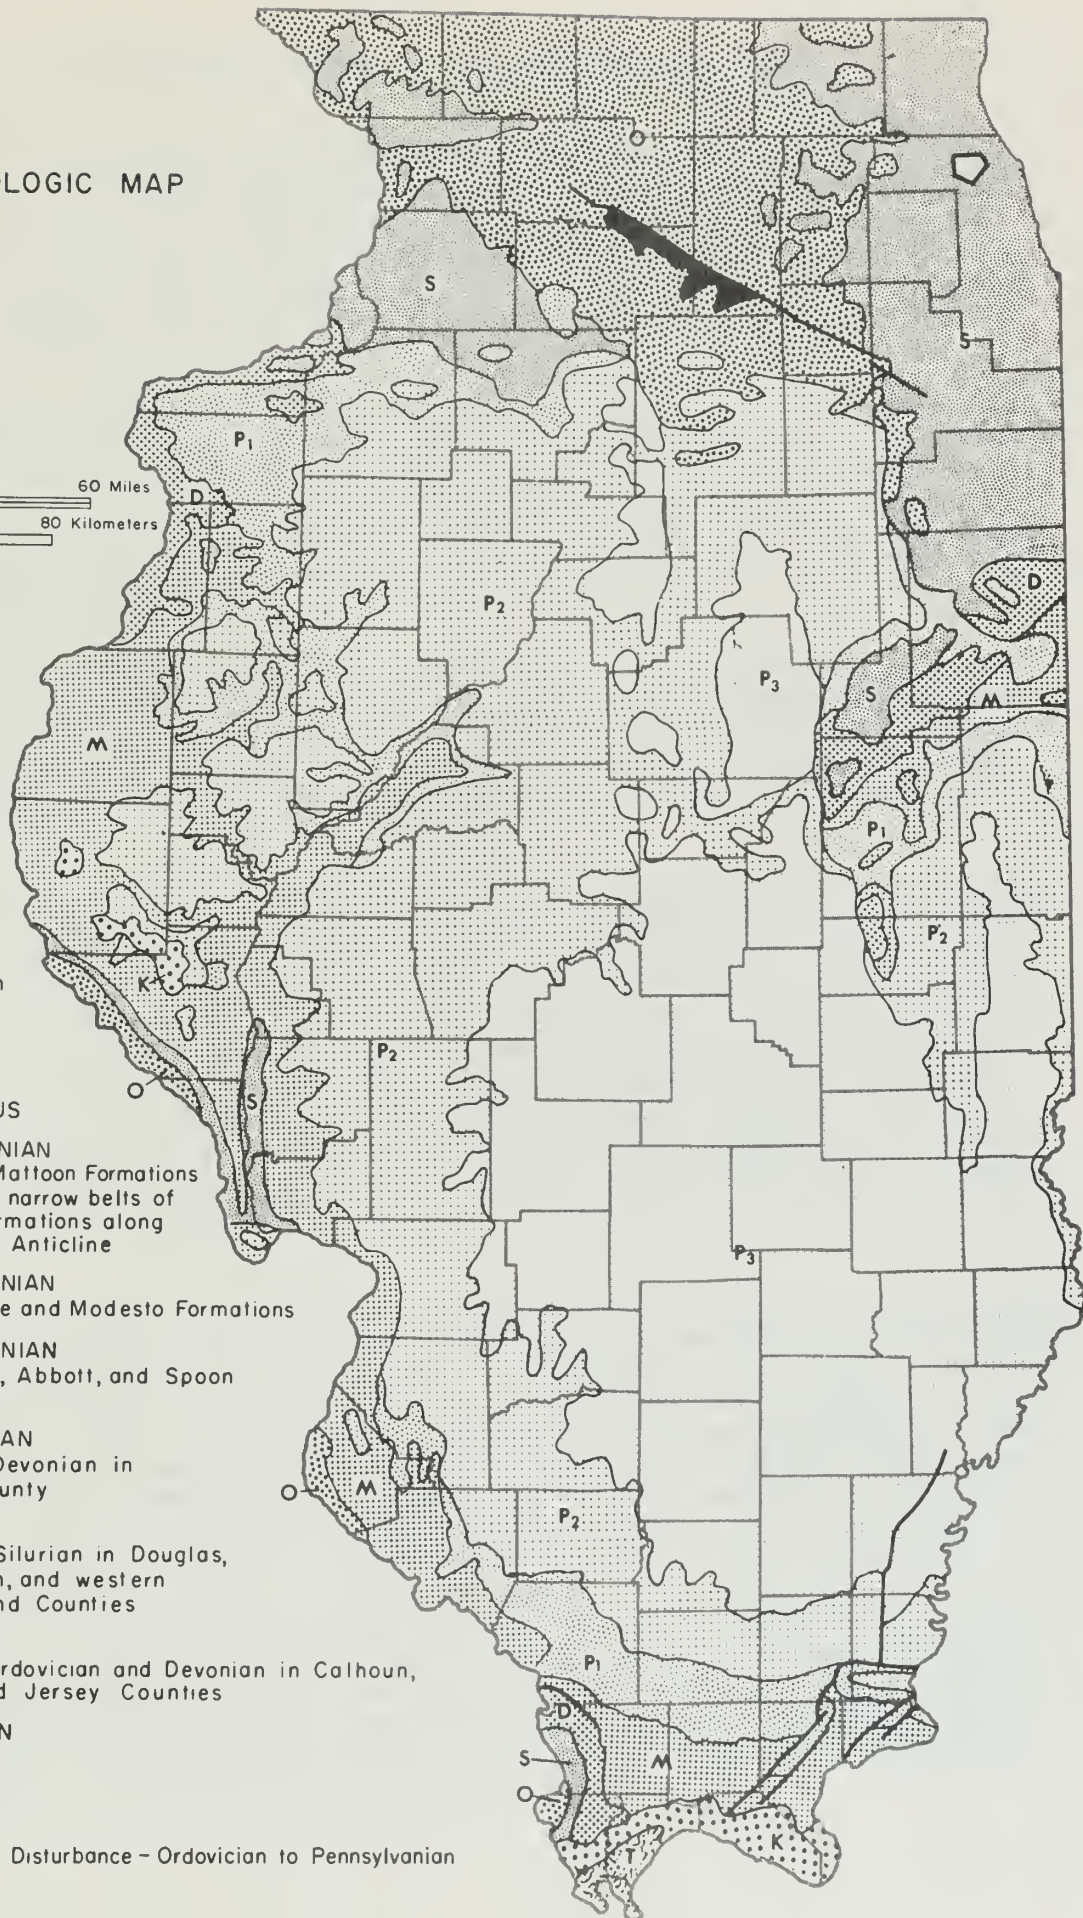 LOGIC MAP
60 Miles
80 Kilometers
n
US
NIAN
Mattoon Formations
narrow belts of
rmations along
Anticline
NIAN
e and Modesto Formations
NIAN
, Abbott, and Spoon
AN
Devonian in
unty
Silurian in Douglas,
n, and western
nd Counties
rdovician and Devonian in Calhoun,
d Jersey Counties
N
Disturbance - Ordovician to Pennsylvanian
O
S
S
P1
D
P2
D
P3
S
M
M
P1
P2
K
P2
O
S
P3
O
M
P2
P1
D
S
M
O
K
T